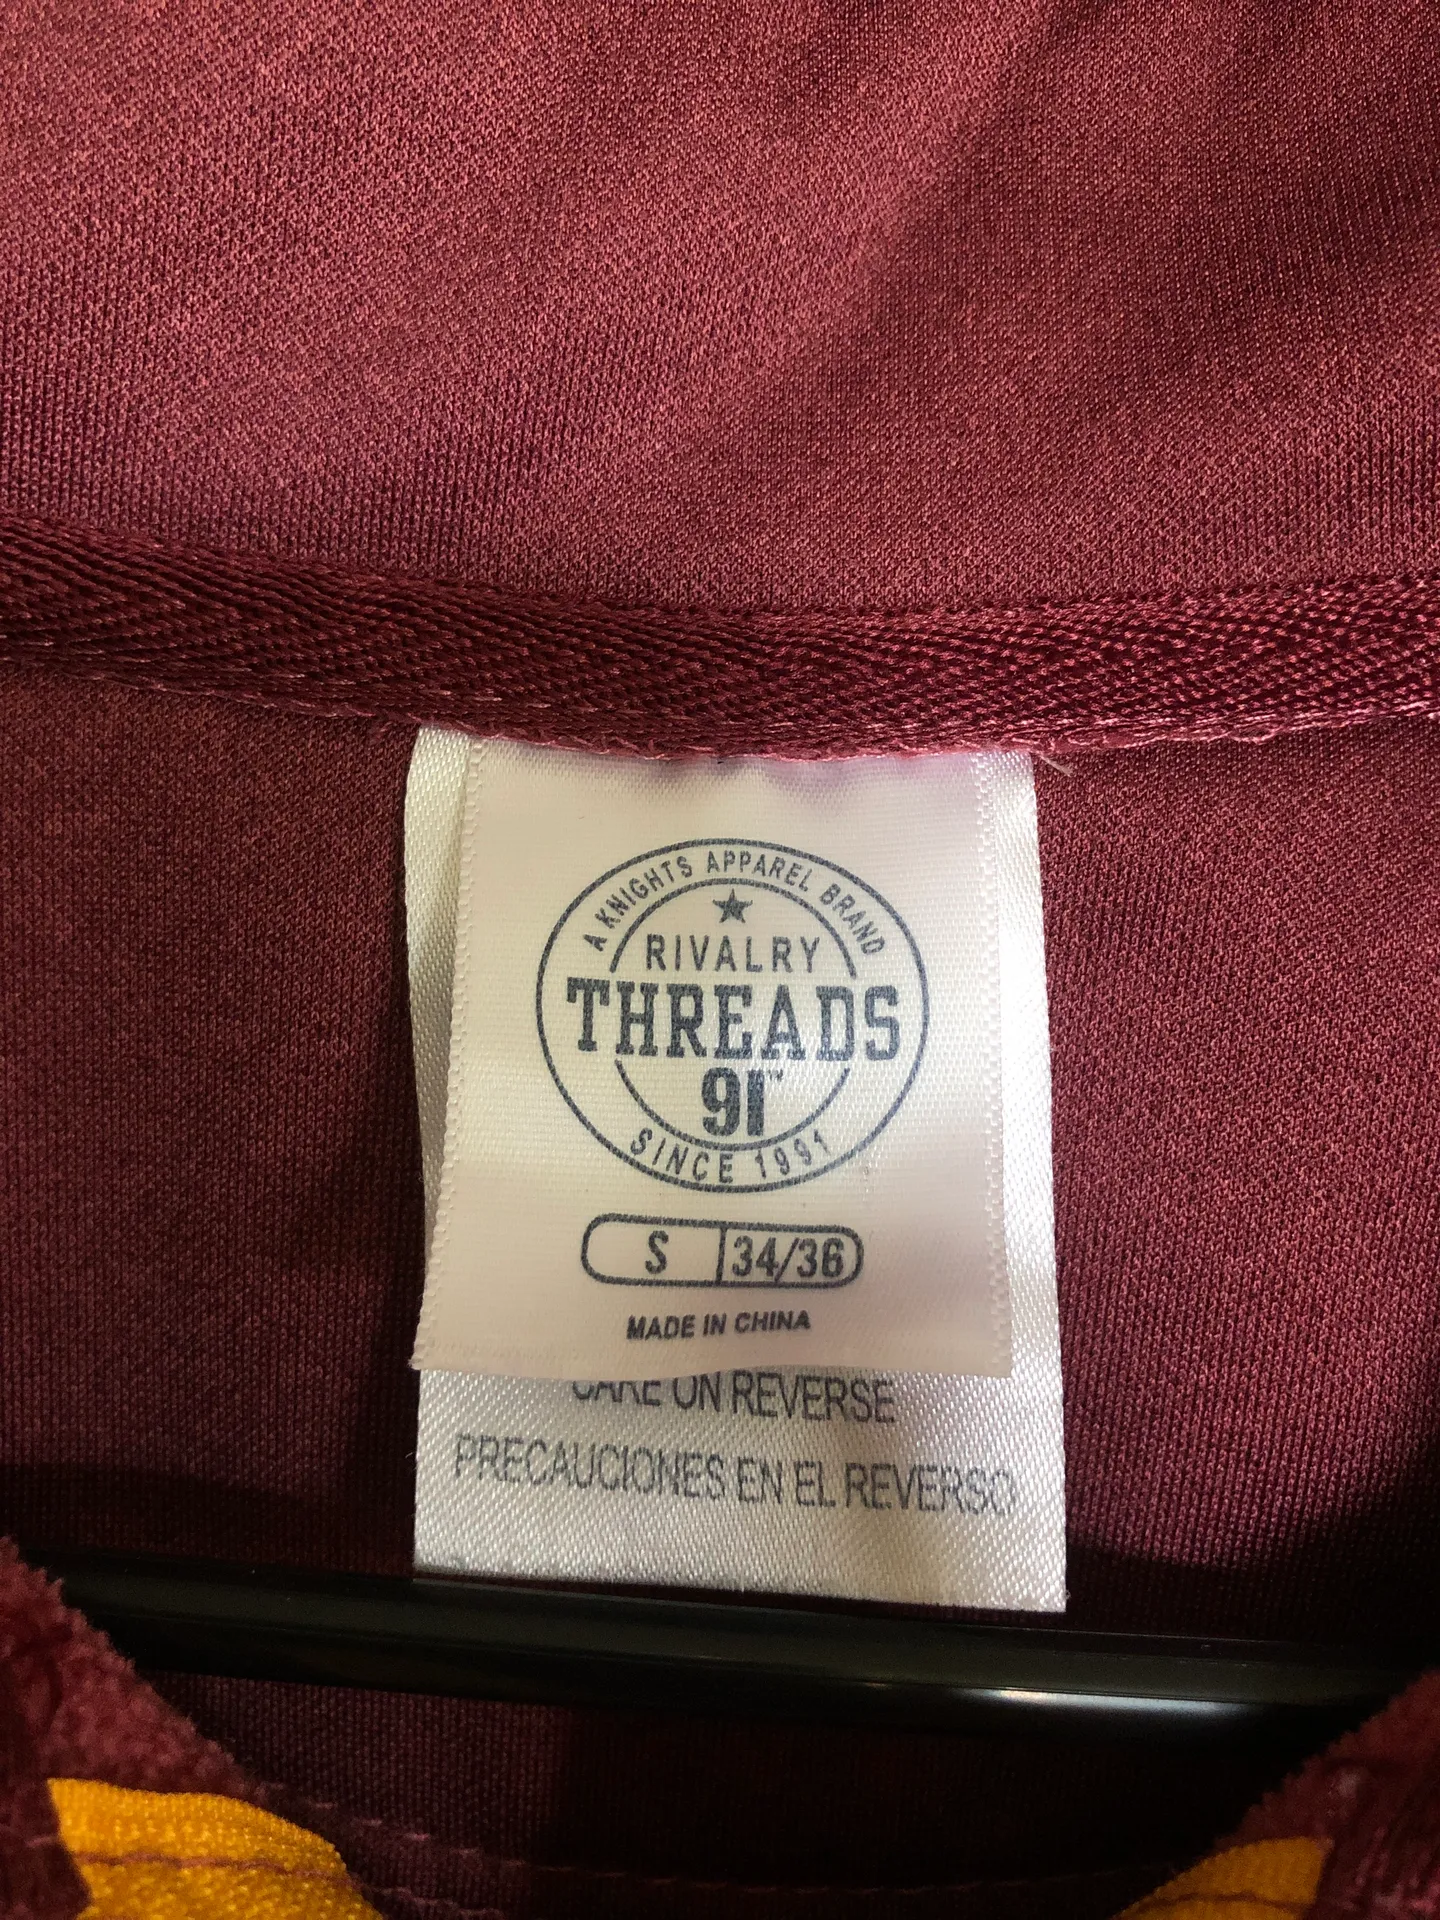 A KNIGHTS APPAREL BRAND
RIVALRY
THREADS
91™
SINCE 1991
S 34/36
MADE IN CHINA
CARE ON REVERSE
PRECAUCIONES EN EL REVERSO